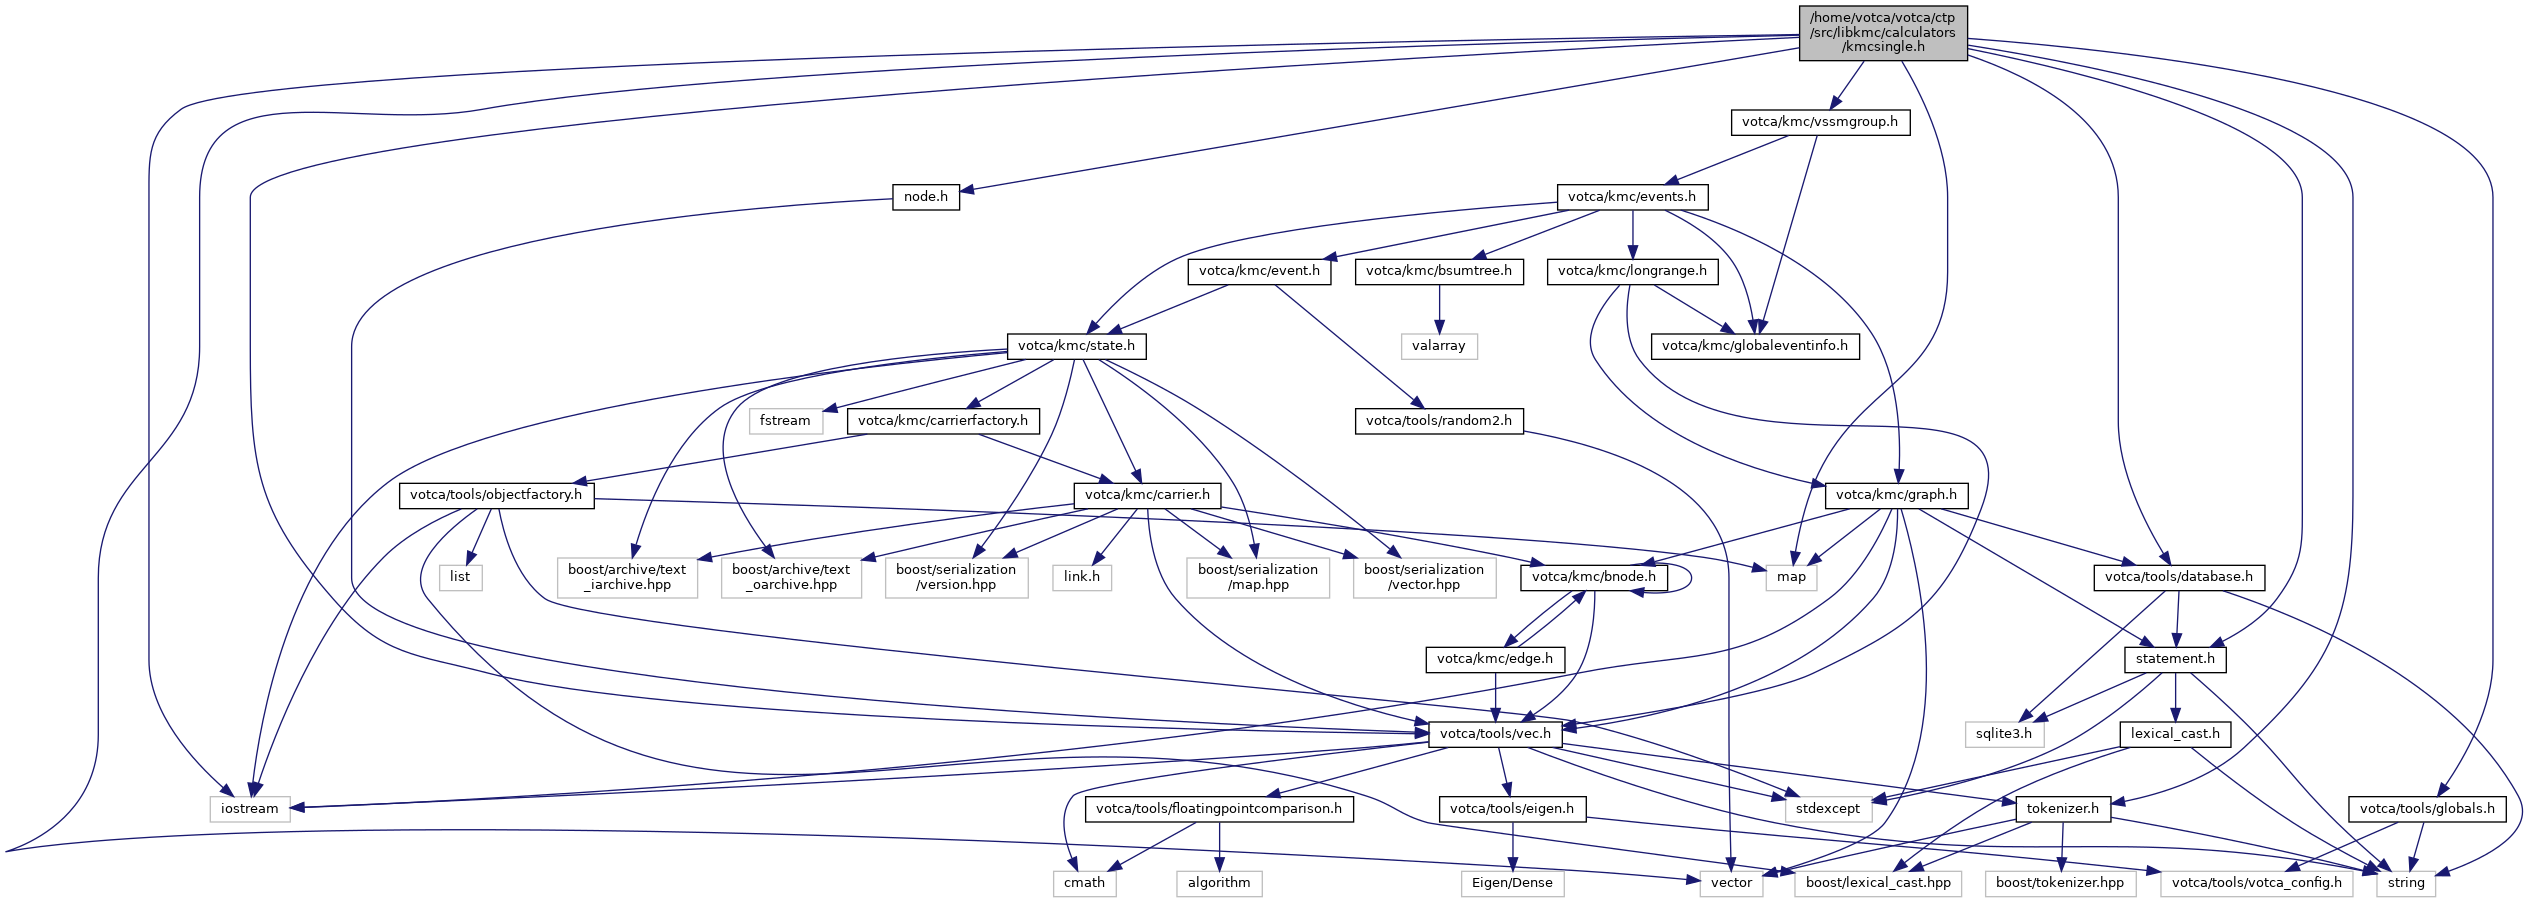 /home/votca/votca/ctp
/src/libkmc/calculators
/kmcsingle.h
votca/kmc/vssmgroup.h
node.h
votca/kmc/events.h
votca/kmc/event.h
votca/kmc/bsumtree.h
votca/kmc/longrange.h
votca/kmc/state.h
valarray
votca/kmc/globaleventinfo.h
fstream
votca/kmc/carrierfactory.h
votca/tools/random2.h
votca/tools/objectfactory.h
votca/kmc/carrier.h
votca/kmc/graph.h
list
boost/archive/text
_iarchive.hpp
boost/archive/text
_oarchive.hpp
boost/serialization
/version.hpp
link.h
boost/serialization
/map.hpp
boost/serialization
/vector.hpp
votca/kmc/bnode.h
map
votca/tools/database.h
votca/kmc/edge.h
statement.h
votca/tools/vec.h
sqlite3.h
lexical_cast.h
iostream
votca/tools/floatingpointcomparison.h
votca/tools/eigen.h
stdexcept
tokenizer.h
votca/tools/globals.h
cmath
algorithm
Eigen/Dense
vector
boost/lexical_cast.hpp
boost/tokenizer.hpp
votca/tools/votca_config.h
string